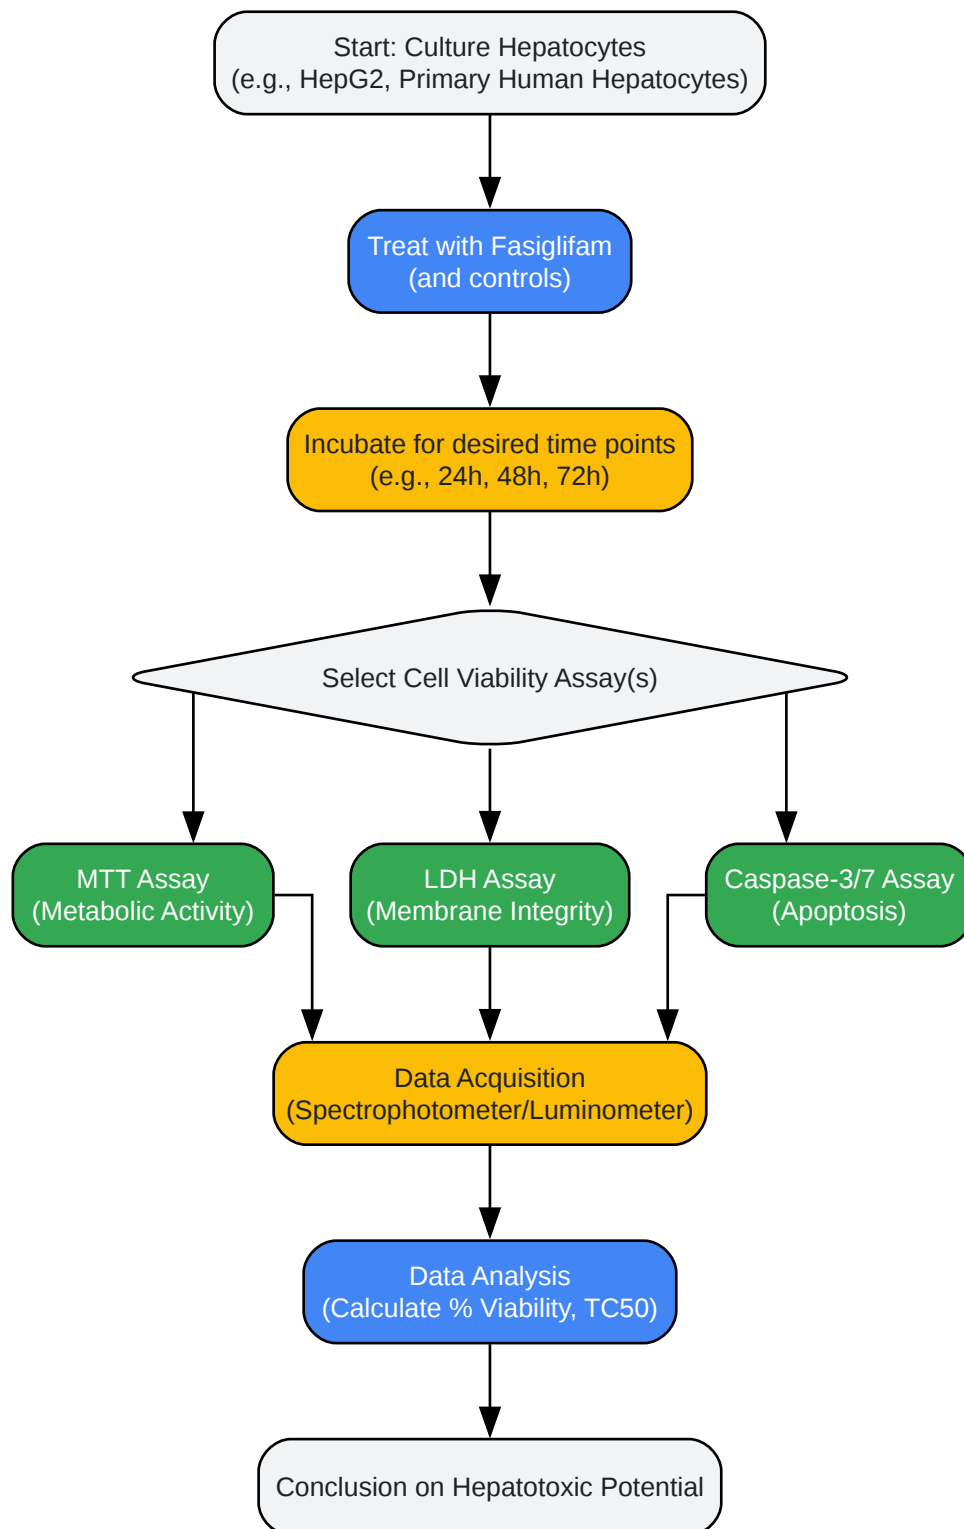 Start: Culture Hepatocytes
(e.g., HepG2, Primary Human Hepatocytes)
Treat with Fasiglifam
(and controls)
Incubate for desired time points
(e.g., 24h, 48h, 72h)
Select Cell Viability Assay(s)
MTT Assay
(Metabolic Activity)
LDH Assay
(Membrane Integrity)
Caspase-3/7 Assay
(Apoptosis)
Data Acquisition
(Spectrophotometer/Luminometer)
Data Analysis
(Calculate % Viability, TC50)
Conclusion on Hepatotoxic Potential